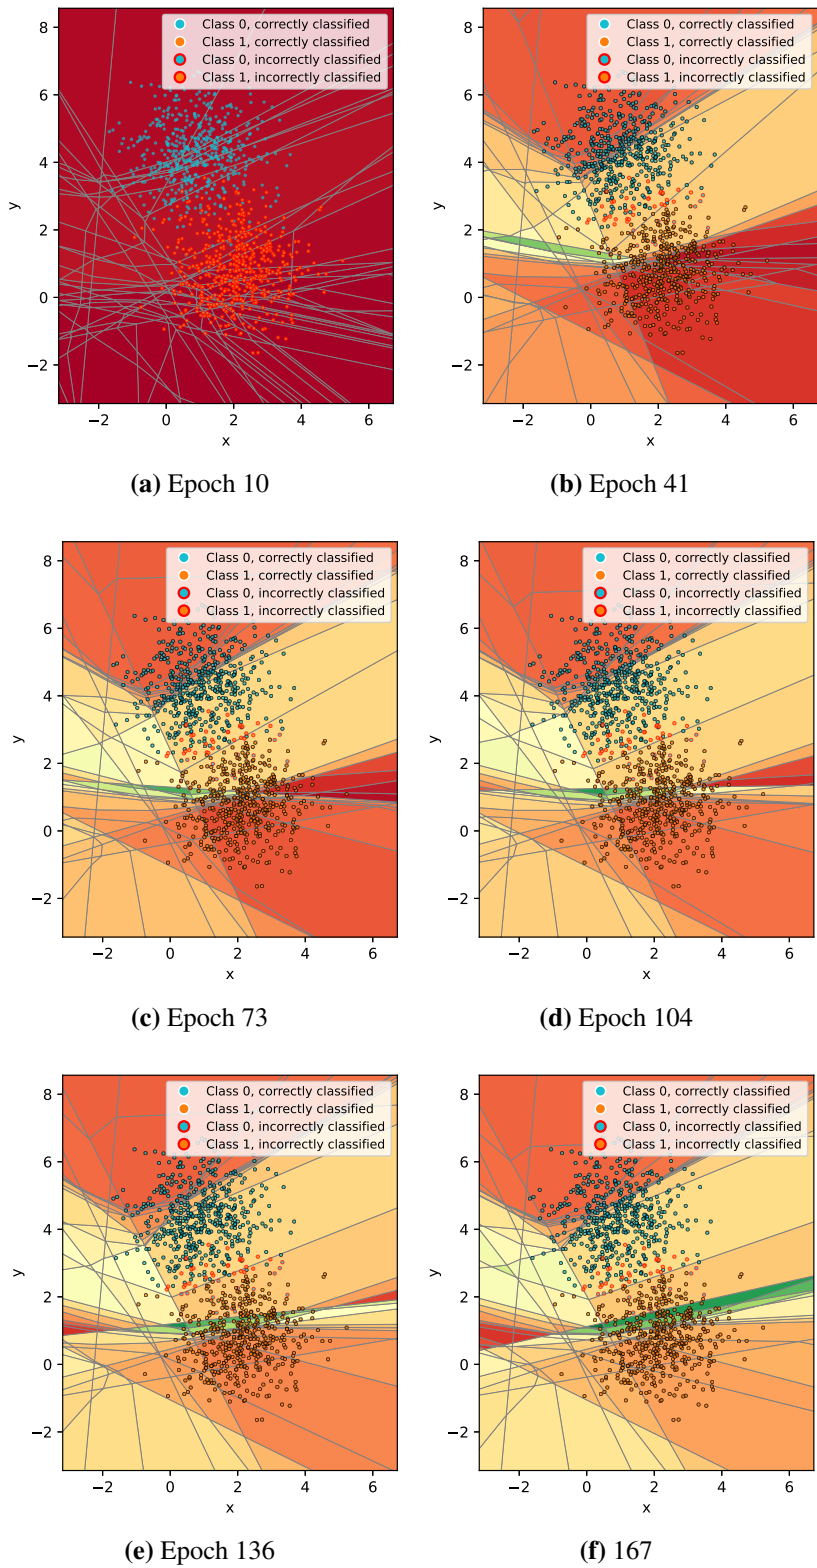 8
6
4
2
0
−2
y
Class 0, correctly classified
Class 1, correctly classified
Class 0, incorrectly classified
Class 1, incorrectly classified
−2 0 2 4 6
x
(a) Epoch 10
8
6
4
2
0
−2
y
Class 0, correctly classified
Class 1, correctly classified
Class 0, incorrectly classified
Class 1, incorrectly classified
−2 0 2 4 6
x
(b) Epoch 41
8
6
4
2
0
−2
y
Class 0, correctly classified
Class 1, correctly classified
Class 0, incorrectly classified
Class 1, incorrectly classified
−2 0 2 4 6
x
(c) Epoch 73
8
6
4
2
0
−2
y
Class 0, correctly classified
Class 1, correctly classified
Class 0, incorrectly classified
Class 1, incorrectly classified
−2 0 2 4 6
x
(d) Epoch 104
8
6
4
2
0
−2
y
Class 0, correctly classified
Class 1, correctly classified
Class 0, incorrectly classified
Class 1, incorrectly classified
−2 0 2 4 6
x
(e) Epoch 136
8
6
4
2
0
−2
y
Class 0, correctly classified
Class 1, correctly classified
Class 0, incorrectly classified
Class 1, incorrectly classified
−2 0 2 4 6
x
(f) 167